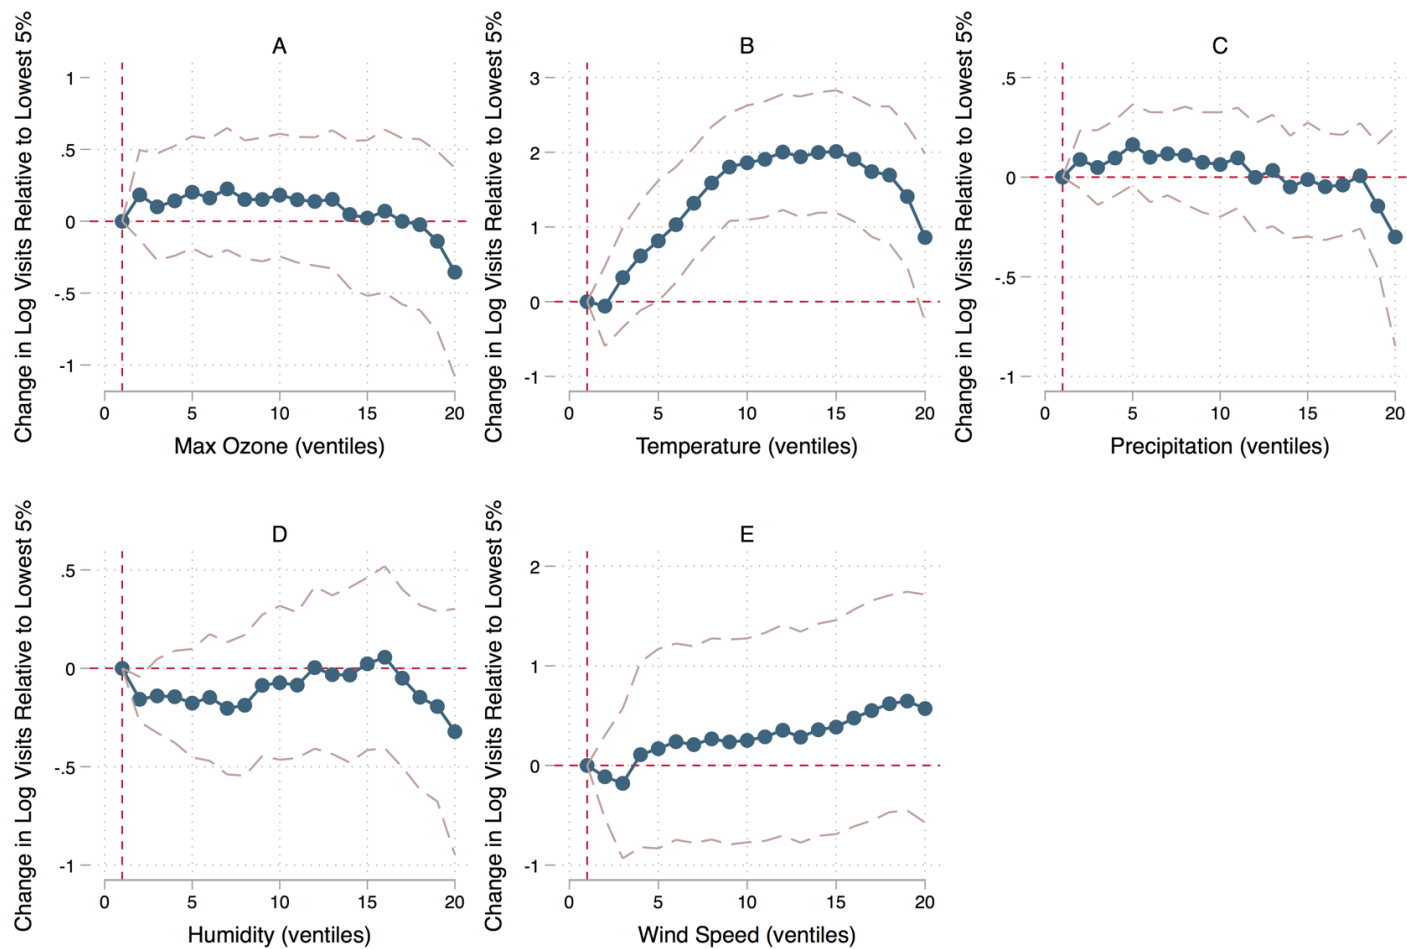 A
Change in Log Visits Relative to Lowest 5%
1
.5
0
-.5
-1
0 5 10 15 20
Max Ozone (ventiles)
B
Change in Log Visits Relative to Lowest 5%
3
2
1
0
-1
0 5 10 15 20
Temperature (ventiles)
C
Change in Log Visits Relative to Lowest 5%
.5
0
-.5
-1
0 5 10 15 20
Precipitation (ventiles)
D
Change in Log Visits Relative to Lowest 5%
.5
0
-.5
-1
0 5 10 15 20
Humidity (ventiles)
E
Change in Log Visits Relative to Lowest 5%
2
1
0
-1
0 5 10 15 20
Wind Speed (ventiles)